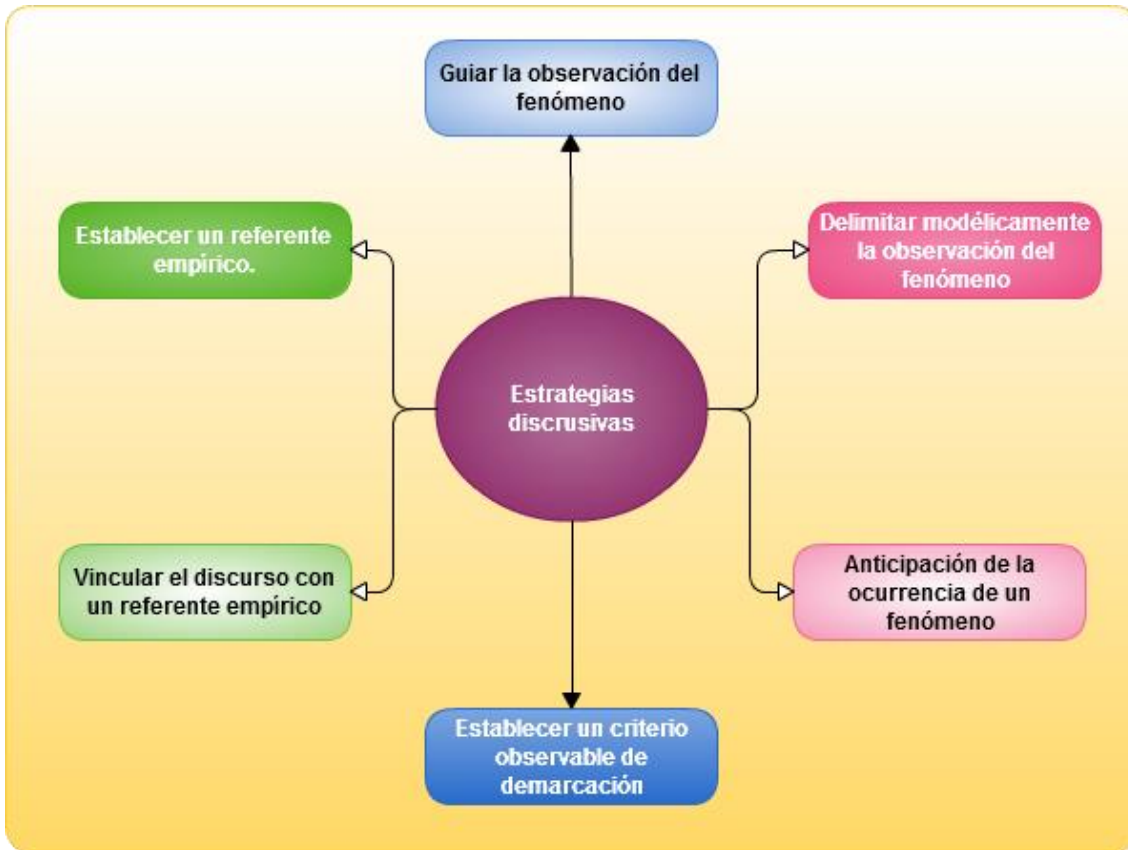 Guiar la observación del
fenómeno
Establecer un referente
empírico.
Delimitar modélicamente
la observación del
fenómeno
Estrategias
discrusivas
Vincular el discurso con
un referente empírico
Anticipación de la
ocurrencia de un
fenómeno
Establecer un criterio
observable de
demarcación